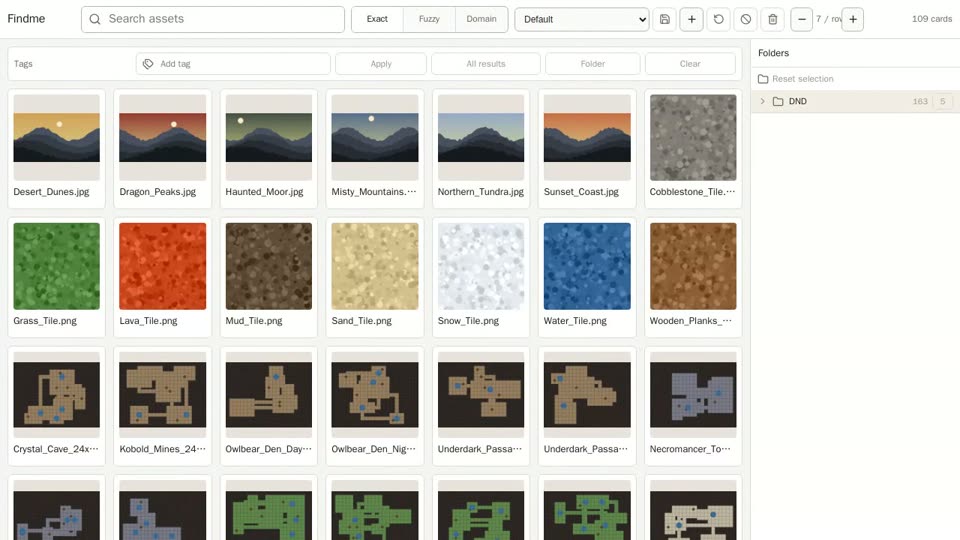 Findme
Search assets
Exact Fuzzy Domain
Default
109 cards
Tags
Add tag
Apply
All results
Folder
Clear
Folders
Reset selection
DND 163 5
Desert_Dunes.jpg
Dragon_Peaks.jpg
Haunted_Moor.jpg
Misty_Mountains.···
Northern_Tundra.jpg
Sunset_Coast.jpg
Cobblestone_Tile.···
Grass_Tile.png
Lava_Tile.png
Mud_Tile.png
Sand_Tile.png
Snow_Tile.png
Water_Tile.png
Wooden_Planks_···
Crystal_Cave_24x···
Kobold_Mines_24···
Owlbear_Den_Day···
Owlbear_Den_Nig···
Underdark_Passa···
Underdark_Passa···
Necromancer_To···